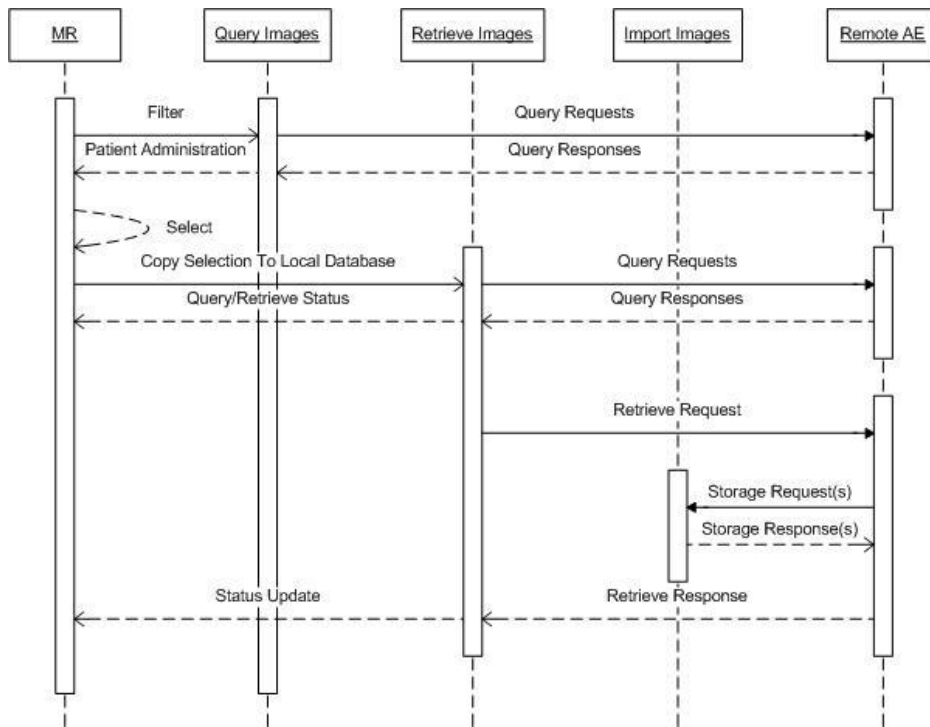 MR
Query Images
Retrieve Images
Import Images
Remote AE
Filter
Query Requests
Patient Administration
Query Responses
Select
Copy Selection To Local Database
Query Requests
Query/Retrieve Status
Query Responses
Retrieve Request
Storage Request(s)
Storage Response(s)
Status Update
Retrieve Response